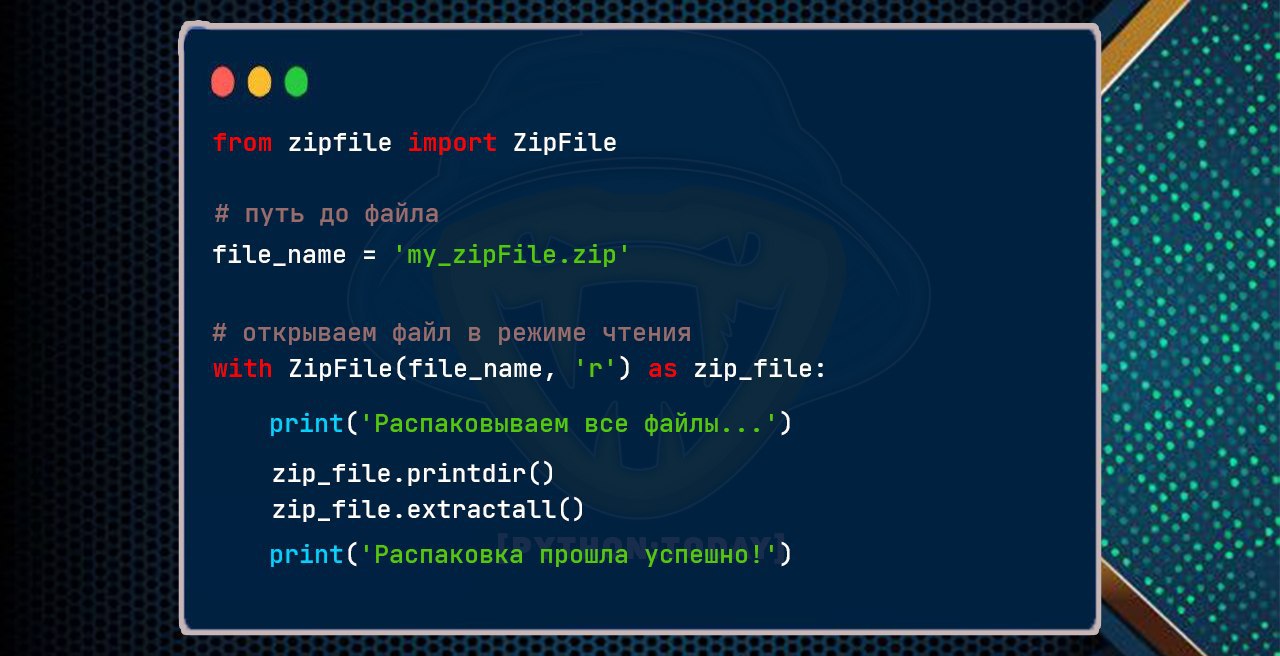 from zipfile import ZipFile
# путь до файла
file_name = 'my_zipFile.zip'
# открываем файл в режиме чтения
with ZipFile(file_name, 'r') as zip_file:
print('Распаковываем все файлы...')
zip_file.printdir()
zip_file.extractall()
[PYTHON:TODAY]
print('Распаковка прошла успешно!')